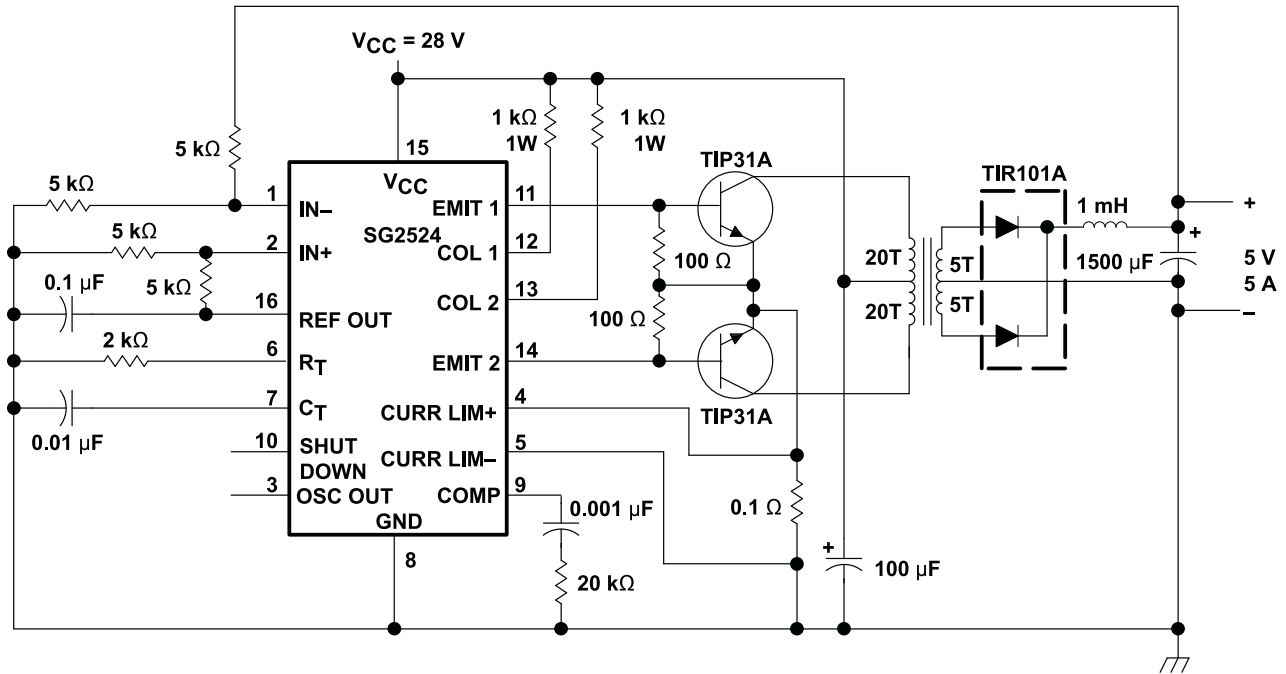 VCC = 28 V
5 kΩ
1 kΩ
1W
1 kΩ
1W
15
VCC
TIP31A
TIR101A
5 kΩ
1
IN–
EMIT 1
11
1 mH
+
SG2524
5 kΩ
2
IN+
COL 1
12
100 Ω
20T
5T
+
1500 µF
5 V
5 A
0.1 µF
5 kΩ
16
REF OUT
COL 2
13
100 Ω
20T
5T
–
2 kΩ
6
RT
EMIT 2
14
0.01 µF
7
CT
CURR LIM+
4
TIP31A
10
SHUT
DOWN
CURR LIM–
5
3
OSC OUT
COMP
9
0.001 µF
0.1 Ω
GND
8
20 kΩ
+
100 µF